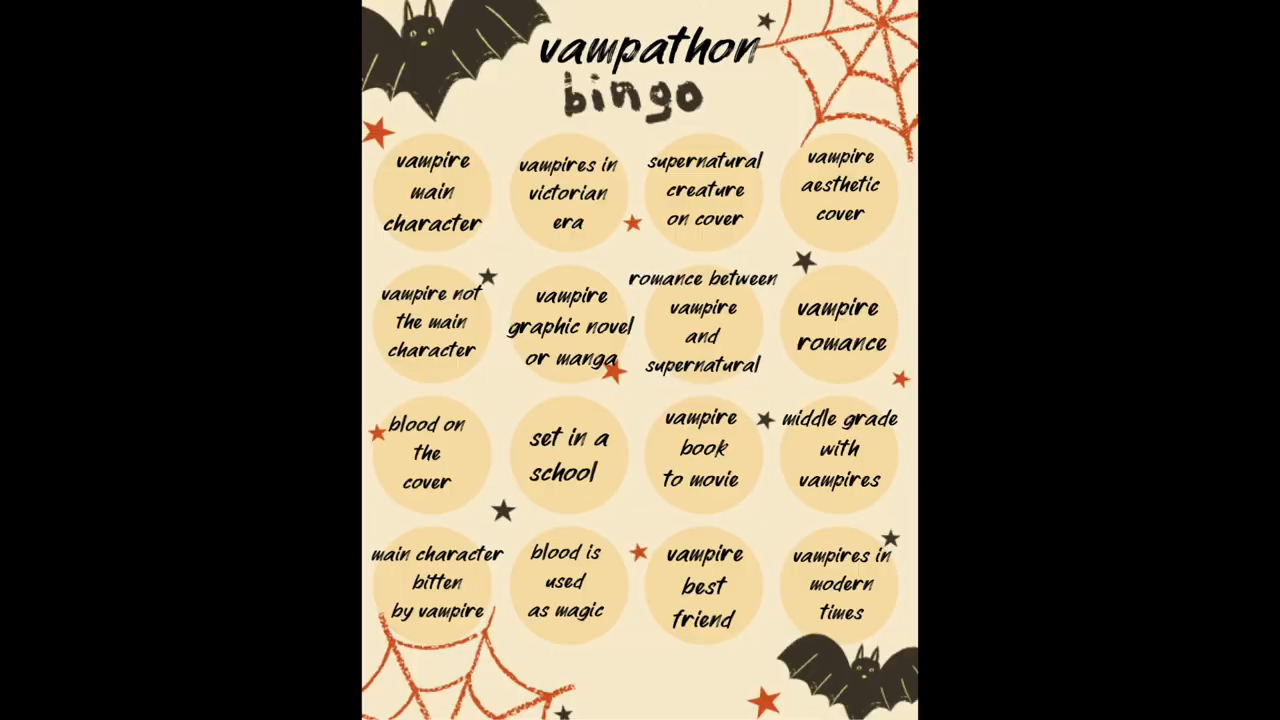 vampathon
bingo
vampire
main
character
vampires in
victorian
era
supernatural
creature
on cover
vampire
aesthetic
cover
vampire not
the main
character
vampire
graphic novel
or manga
romance between
vampire
and
supernatural
vampire
romance
blood on
the
cover
set in a
school
vampire
book
to movie
middle grade
with
vampires
main character
bitten
by vampire
blood is
used
as magic
vampire
best
friend
vampires in
modern
times